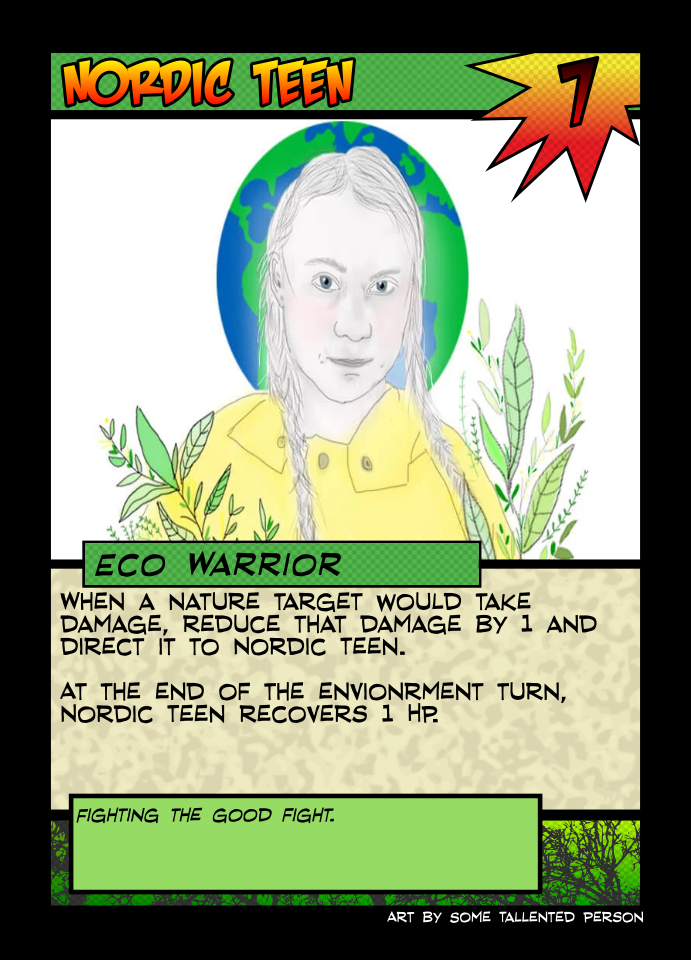 NORDIC TEEN
7
ECO WARRIOR
WHEN A NATURE TARGET WOULD TAKE
DAMAGE, REDUCE THAT DAMAGE BY 1 AND
DIRECT IT TO NORDIC TEEN.
AT THE END OF THE ENVIONRMENT TURN,
NORDIC TEEN RECOVERS 1 HP.
FIGHTING THE GOOD FIGHT.
ART BY SOME TALLENTED PERSON